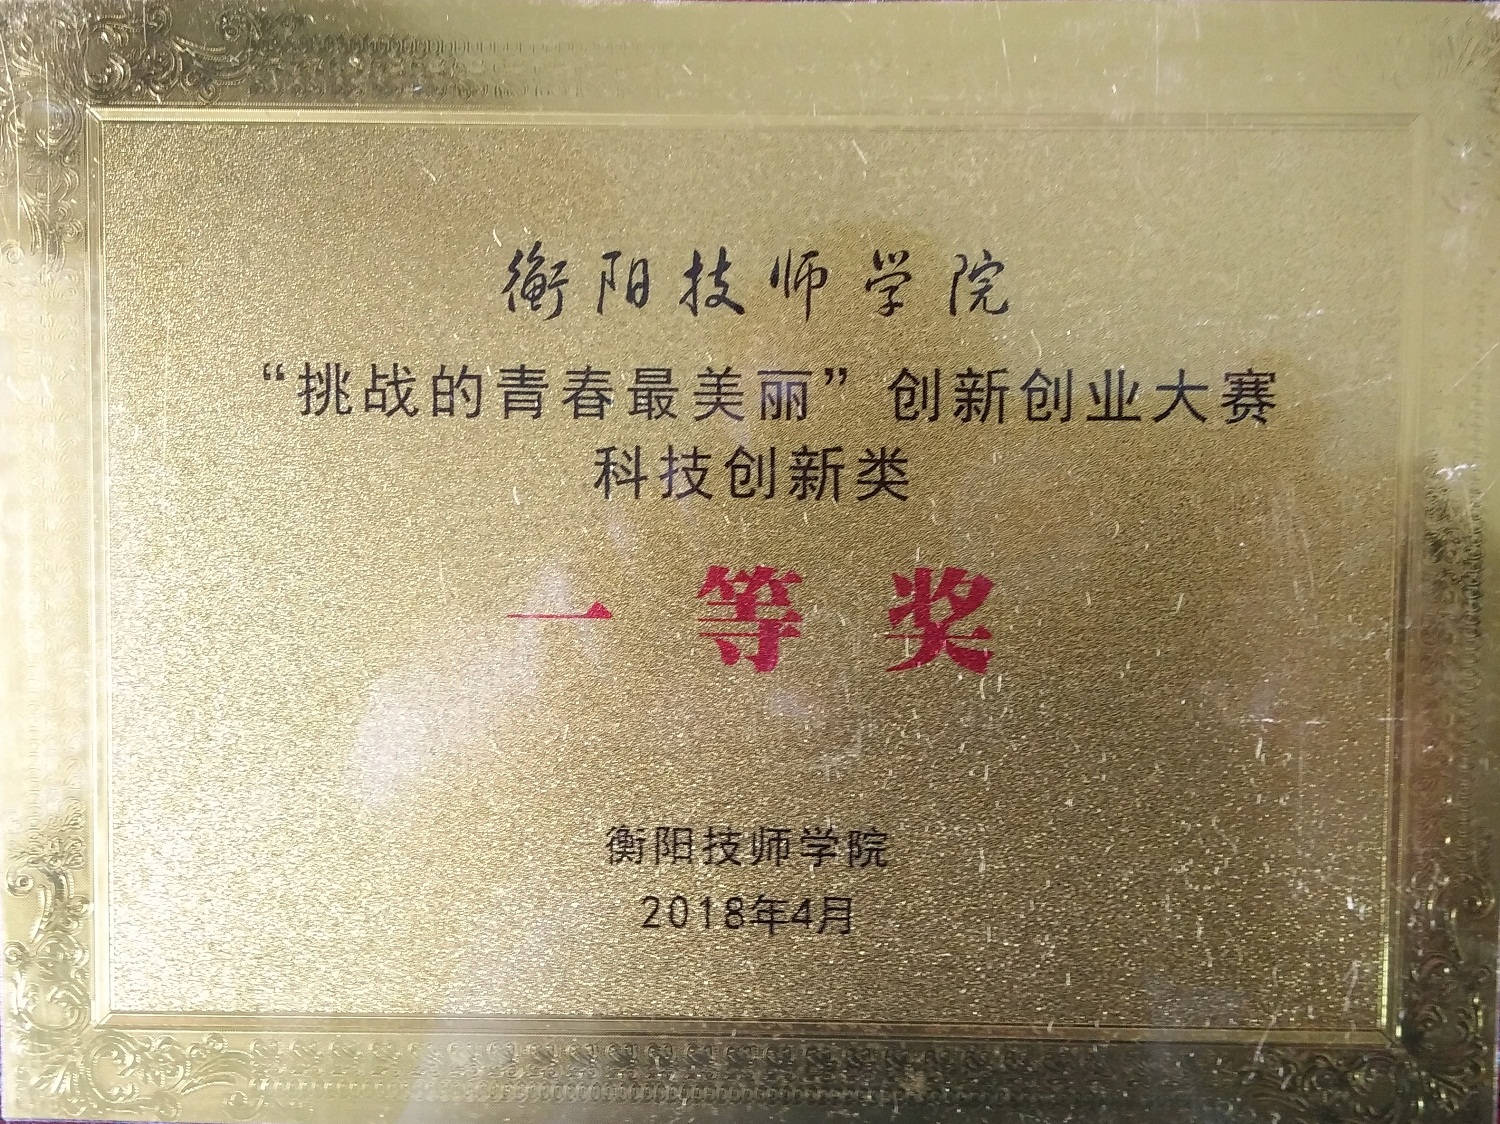 衡阳技师学院
“挑战的青春最美丽”创新创业大赛
科技创新类
一等奖
衡阳技师学院
2018年4月